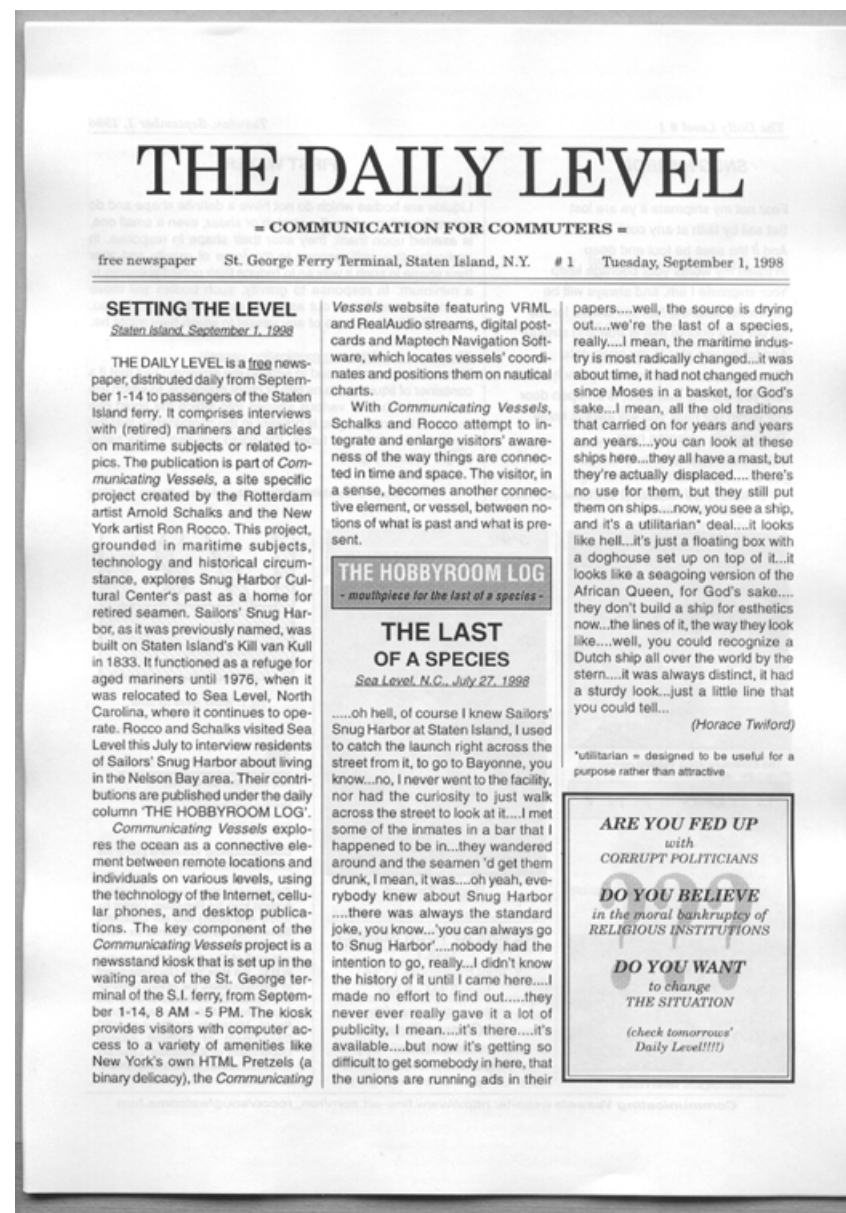 THE DAILY LEVEL
= COMMUNICATION FOR COMMUTERS =
free newspaper St. George Ferry Terminal, Staten Island, N.Y. # 1 Tuesday, September 1, 1998
SETTING THE LEVEL
Staten Island, September 1, 1998
THE DAILY LEVEL is a free news-
paper, distributed daily from Septem-
ber 1-14 to passengers of the Staten
Island ferry. It comprises interviews
with (retired) mariners and articles
on maritime subjects or related to-
pics. The publication is part of Com-
municating Vessels, a site specific
project created by the Rotterdam
artist Arnold Schalks and the New
York artist Ron Rocco. This project,
grounded in maritime subjects,
technology and historical circum-
stance, explores Snug Harbor Cul-
tural Center's past as a home for
retired seamen. Sailors' Snug Har-
bor, as it was previously named, was
built on Staten Island's Kill van Kull
in 1833. It functioned as a refuge for
aged mariners until 1976, when it
was relocated to Sea Level, North
Carolina, where it continues to ope-
rate. Rocco and Schalks visited Sea
Level this July to interview residents
of Sailors' Snug Harbor about living
in the Nelson Bay area. Their contri-
butions are published under the daily
column 'THE HOBBYROOM LOG'.
Communicating Vessels explo-
res the ocean as a connective ele-
ment between remote locations and
individuals on various levels, using
the technology of the Internet, cellu-
lar phones, and desktop publica-
tions. The key component of the
Communicating Vessels project is a
newsstand kiosk that is set up in the
waiting area of the St. George ter-
minal of the S.I. ferry, from Septem-
ber 1-14, 8 AM - 5 PM. The kiosk
provides visitors with computer ac-
cess to a variety of amenities like
New York's own HTML Pretzels (a
binary delicacy), the Communicating
Vessels website featuring VRML
and RealAudio streams, digital post-
cards and Maptech Navigation Soft-
ware, which locates vessels' coordi-
nates and positions them on nautical
charts.
With Communicating Vessels,
Schalks and Rocco attempt to in-
tegrate and enlarge visitors' aware-
ness of the way things are connec-
ted in time and space. The visitor, in
a sense, becomes another connec-
tive element, or vessel, between no-
tions of what is past and what is pre-
sent.
THE HOBBYROOM LOG
- mouthpiece for the last of a species -
THE LAST
OF A SPECIES
Sea Level, N.C., July 27, 1998
.....oh hell, of course I knew Sailors'
Snug Harbor at Staten Island, I used
to catch the launch right across the
street from it, to go to Bayonne, you
know...no, I never went to the facility,
nor had the curiosity to just walk
across the street to look at it....I met
some of the inmates in a bar that I
happened to be in...they wandered
around and the seamen 'd get them
drunk, I mean, it was.....oh yeah, eve-
rybody knew about Snug Harbor
....there was always the standard
joke, you know...'you can always go
to Snug Harbor'....nobody had the
intention to go, really...I didn't know
the history of it until I came here....I
made no effort to find out.....they
never ever really gave it a lot of
publicity, I mean....it's there....it's
available....but now it's getting so
difficult to get somebody in here, that
the unions are running ads in their
papers....well, the source is drying
out....we're the last of a species,
really....I mean, the maritime indus-
try is most radically changed...it was
about time, it had not changed much
since Moses in a basket, for God's
sake...I mean, all the old traditions
that carried on for years and years
and years....you can look at these
ships here...they all have a mast, but
they're actually displaced.... there's
no use for them, but they still put
them on ships....now, you see a ship,
and it's a utilitarian* deal....it looks
like hell...it's just a floating box with
a doghouse set up on top of it...it
looks like a seagoing version of the
African Queen, for God's sake....
they don't build a ship for esthetics
now...the lines of it, the way they look
like....well, you could recognize a
Dutch ship all over the world by the
stern....it was always distinct, it had
a sturdy look...just a little line that
you could tell...
(Horace Twiford)
*utilitarian = designed to be useful for a
purpose rather than attractive
???
ARE YOU FED UP
with
CORRUPT POLITICIANS
DO YOU BELIEVE
in the moral bankruptcy of
RELIGIOUS INSTITUTIONS
DO YOU WANT
to change
THE SITUATION
(check tomorrows'
Daily Level!!!!)